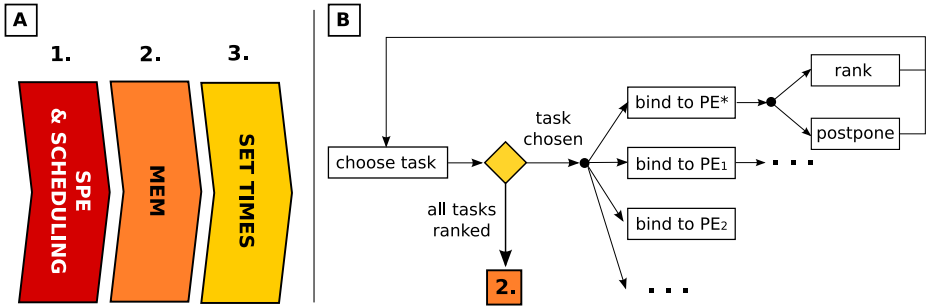 A
1.
2.
3.
SPE
& SCHEDULING
MEM
SET TIMES
B
choose task
task
chosen
all tasks
ranked
2.
bind to PE*
bind to PE1
bind to PE2
rank
postpone
. . .
. . .